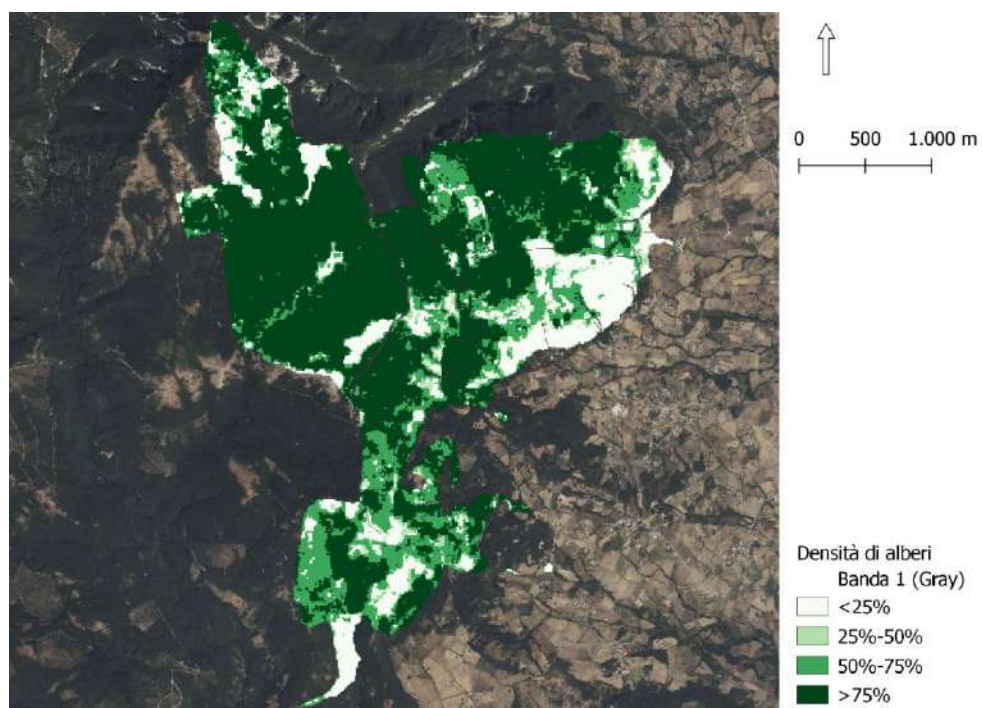 0 500 1.000 m
Densità di alberi
Banda 1 (Gray)
<25%
25%-50%
50%-75%
>75%